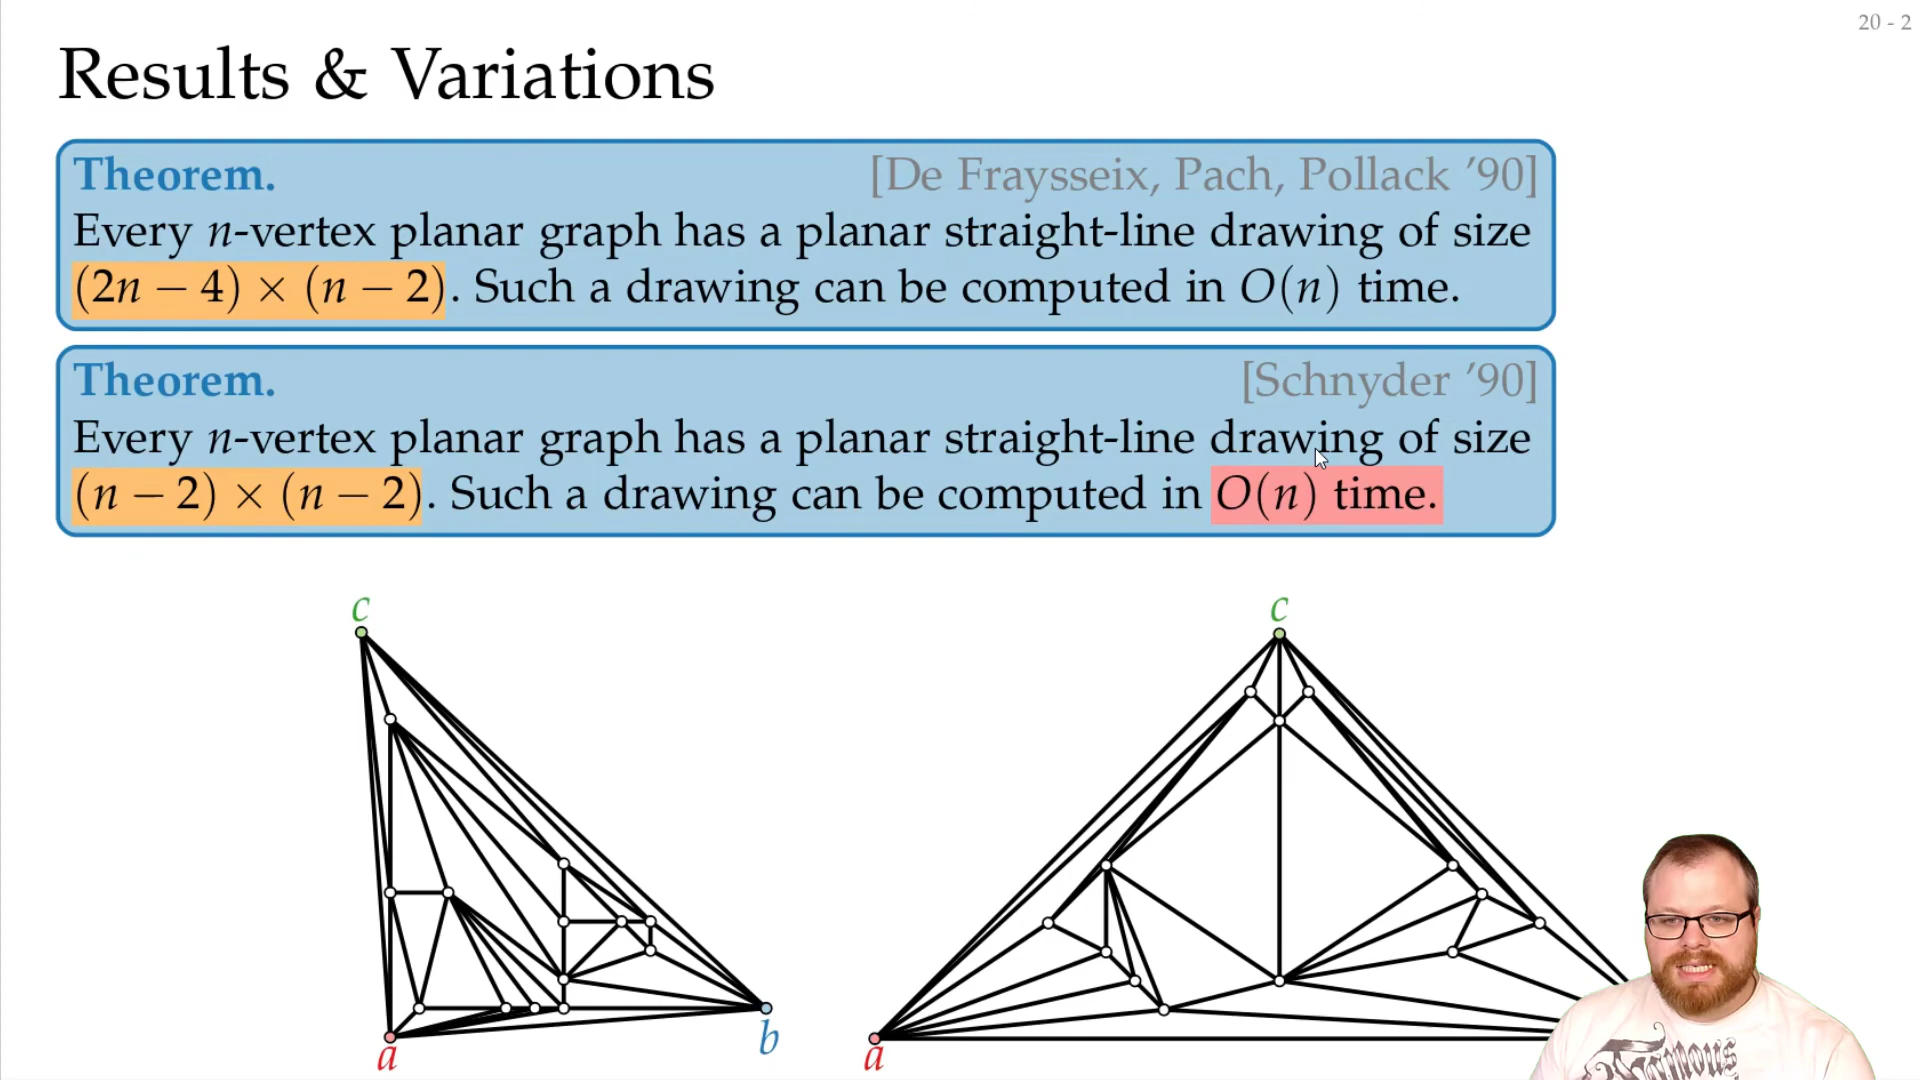 20 - 2
Results & Variations
Theorem. [De Fraysseix, Pach, Pollack ’90]
Every n-vertex planar graph has a planar straight-line drawing of size
(2n − 4) × (n − 2). Such a drawing can be computed in O(n) time.
Theorem. [Schnyder ’90]
Every n-vertex planar graph has a planar straight-line drawing of size
(n − 2) × (n − 2). Such a drawing can be computed in O(n) time.
c
c
a
b
a
Famous